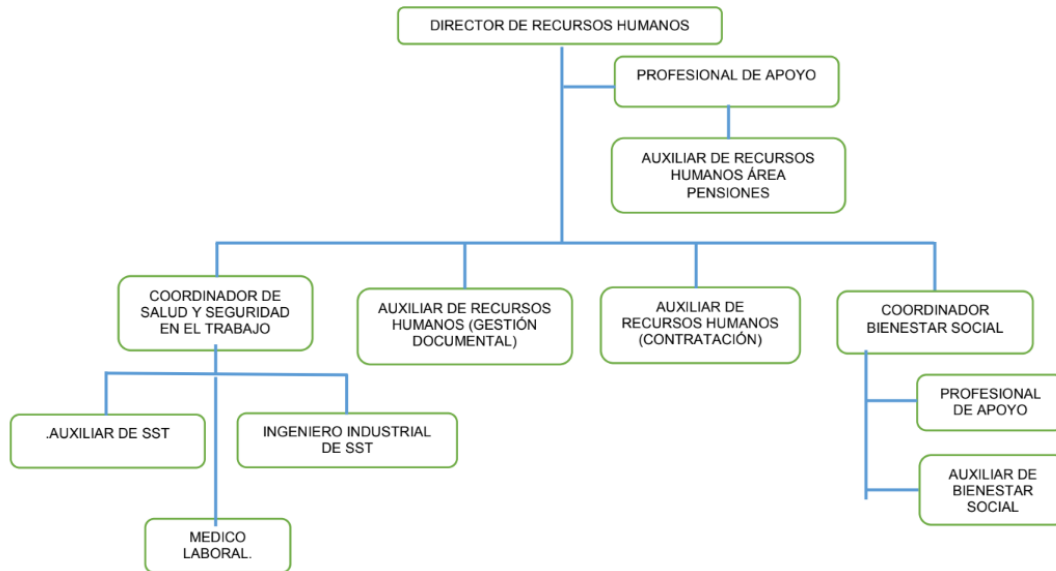 DIRECTOR DE RECURSOS HUMANOS
PROFESIONAL DE APOYO
AUXILIAR DE RECURSOS
HUMANOS ÁREA
PENSIONES
COORDINADOR DE
SALUD Y SEGURIDAD
EN EL TRABAJO
AUXILIAR DE RECURSOS
HUMANOS (GESTIÓN
DOCUMENTAL)
AUXILIAR DE
RECURSOS HUMANOS
(CONTRATACIÓN)
COORDINADOR
BIENESTAR SOCIAL
.AUXILIAR DE SST
INGENIERO INDUSTRIAL
DE SST
MEDICO
LABORAL.
PROFESIONAL
DE APOYO
AUXILIAR DE
BIENESTAR
SOCIAL